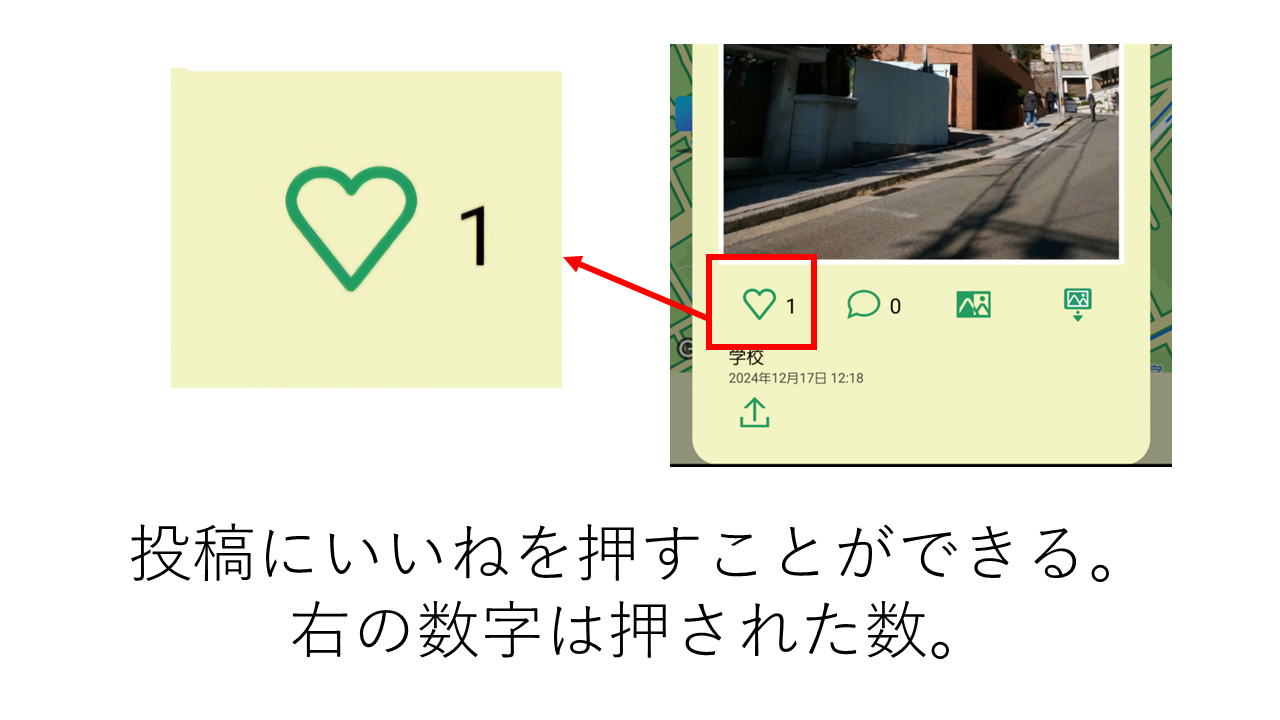 1
1 0
学校
2024年12月17日 12:18
投稿にいいねを押すことができる。
右の数字は押された数。